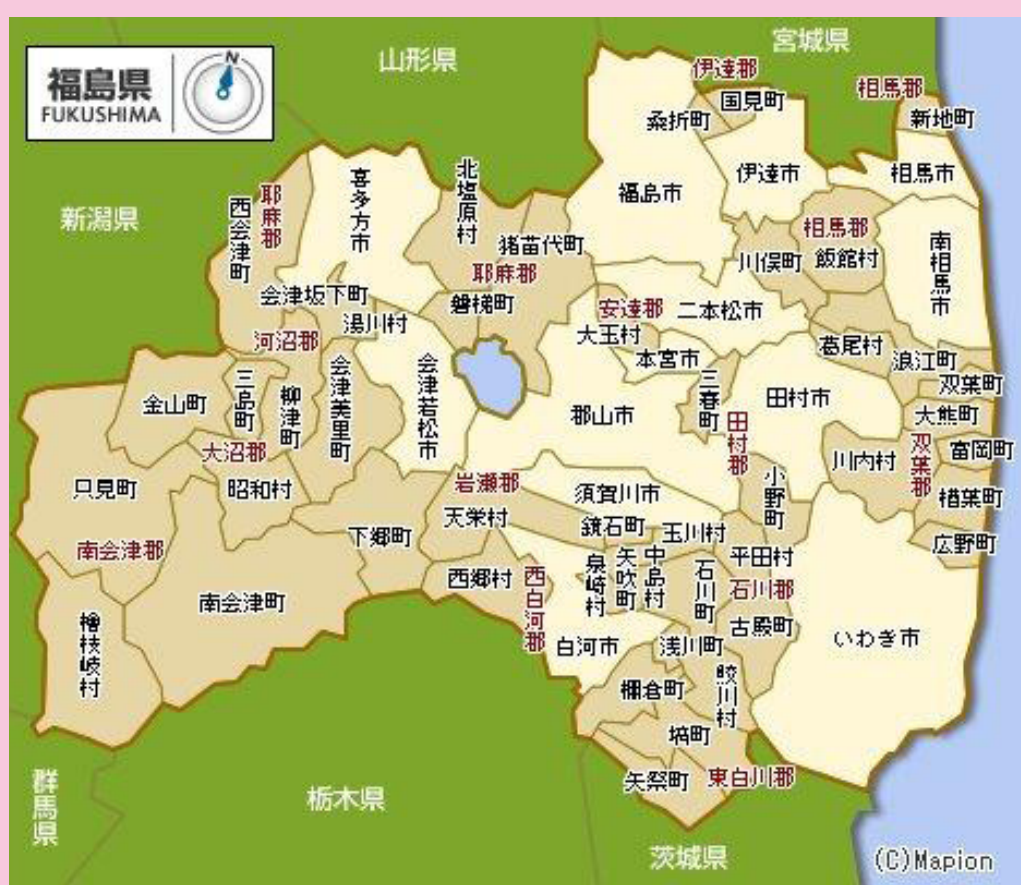 福島県
FUKUSHIMA
N
山形県
宮城県
新潟県
群馬県
栃木県
茨城県
伊達郡
国見町
桑折町
相馬郡
新地町
伊達市
相馬市
福島市
北塩原村
喜多方市
耶麻郡
西会津町
猪苗代町
耶麻郡
磐梯町
相馬郡
飯館村
川俣町
南相馬市
会津坂下町
湯川村
河沼郡
安達郡
大玉村
二本松市
本宮市
葛尾村
浪江町
双葉町
大熊町
富岡町
双葉郡
楢葉町
広野町
川内村
田村市
三春町
田村郡
小野町
郡山市
会津若松市
会津美里町
柳津町
三島町
金山町
大沼郡
昭和村
只見町
南会津郡
檜枝岐村
南会津町
下郷町
岩瀬郡
天栄村
須賀川市
鏡石町
玉川村
平田村
石川郡
石川町
古殿町
中島村
矢吹町
泉崎村
西白河郡
西郷村
白河市
浅川町
鮫川村
棚倉町
塙町
矢祭町
東白川郡
いわき市
(C)Mapion